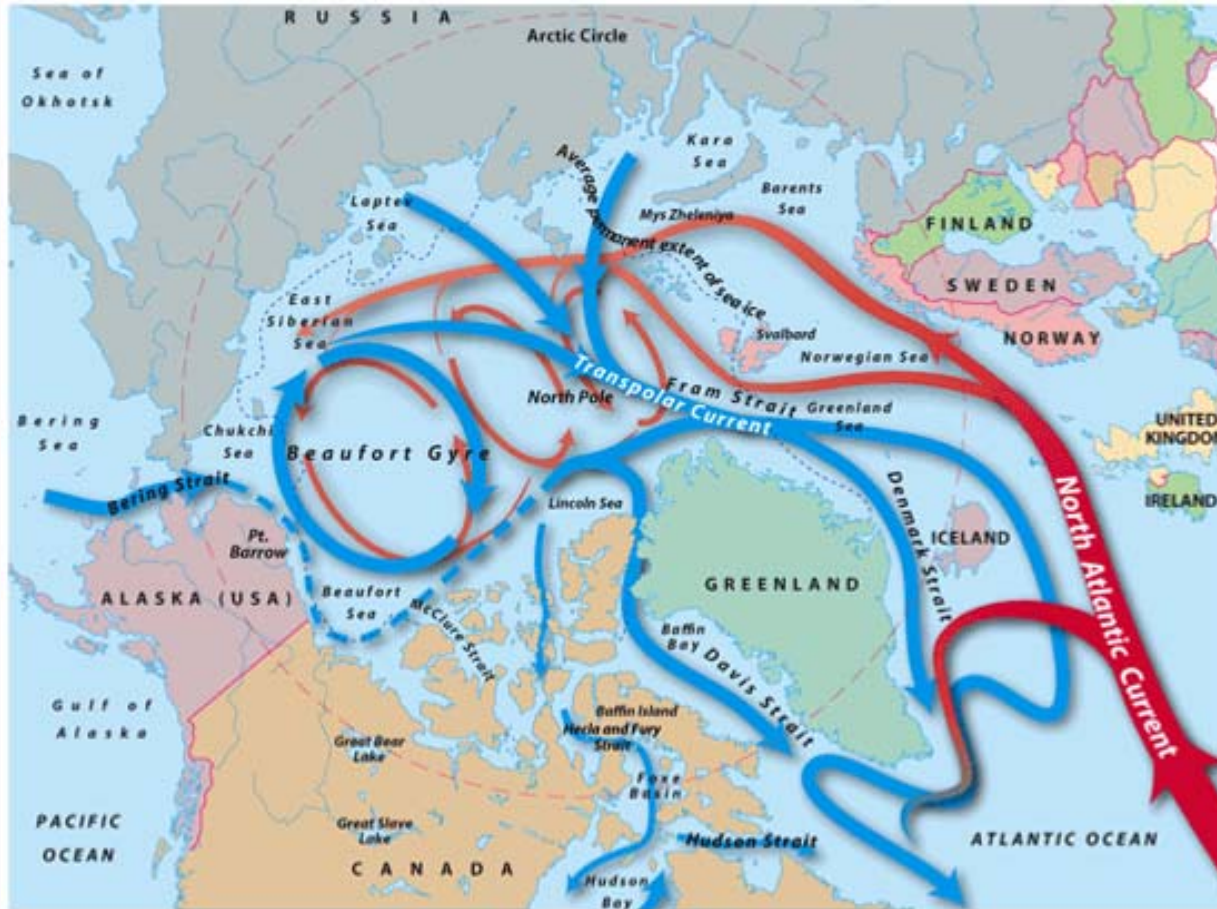 RUSSIA
Arctic Circle
Sea of
Okhotsk
Kara
Sea
Laptev
Sea
Average permanent extent of sea ice
Barents
Sea
Mys Zheleniya
FINLAND
SWEDEN
NORWAY
East
Siberian
Sea
Svalbard
Norwegian Sea
Transpolar Current
Fram Strait
North Pole
Greenland
Sea
Bering
Sea
Chukchi
Sea
Beaufort Gyre
UNITED
KINGDOM
IRELAND
Bering Strait
Lincoln Sea
Denmark Strait
ICELAND
North Atlantic Current
Pt.
Barrow
ALASKA (USA)
Beaufort
Sea
McClure Strait
GREENLAND
Baffin
Bay
Davis Strait
Gulf of
Alaska
Baffin Island
Hecla and Fury
Strait
Great Bear
Lake
Foxe
Basin
Great Slave
Lake
PACIFIC
OCEAN
Hudson Strait
ATLANTIC OCEAN
CANADA
Hudson
Bay